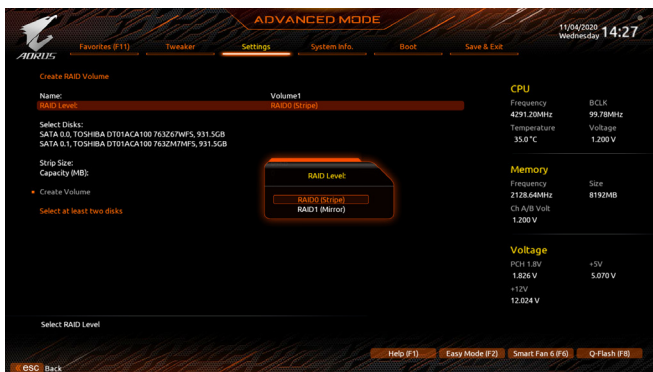 ADVANCED MODE
11/04/2020 Wednesday 14:27
AORUS
Favorites (F11) Tweaker Settings System Info. Boot Save & Exit
Create RAID Volume
Name: Volume1
RAID Level: RAID0 (Stripe)
Select Disks:
SATA 0.0, TOSHIBA DT01ACA100 763Z67WFS, 931.5GB
SATA 0.1, TOSHIBA DT01ACA100 763ZM7MFS, 931.5GB
Strip Size:
Capacity (MB):
Create Volume
Select at least two disks
RAID Level:
RAID0 (Stripe)
RAID1 (Mirror)
CPU
Frequency BCLK
4291.20MHz 99.78MHz
Temperature Voltage
35.0 °C 1.200 V
Memory
Frequency Size
2128.64MHz 8192MB
Ch A/B Volt
1.200 V
Voltage
PCH 1.8V +5V
1.826 V 5.070 V
+12V
12.024 V
Select RAID Level
Help (F1) Easy Mode (F2) Smart Fan 6 (F6) Q-Flash (F8)
esc Back